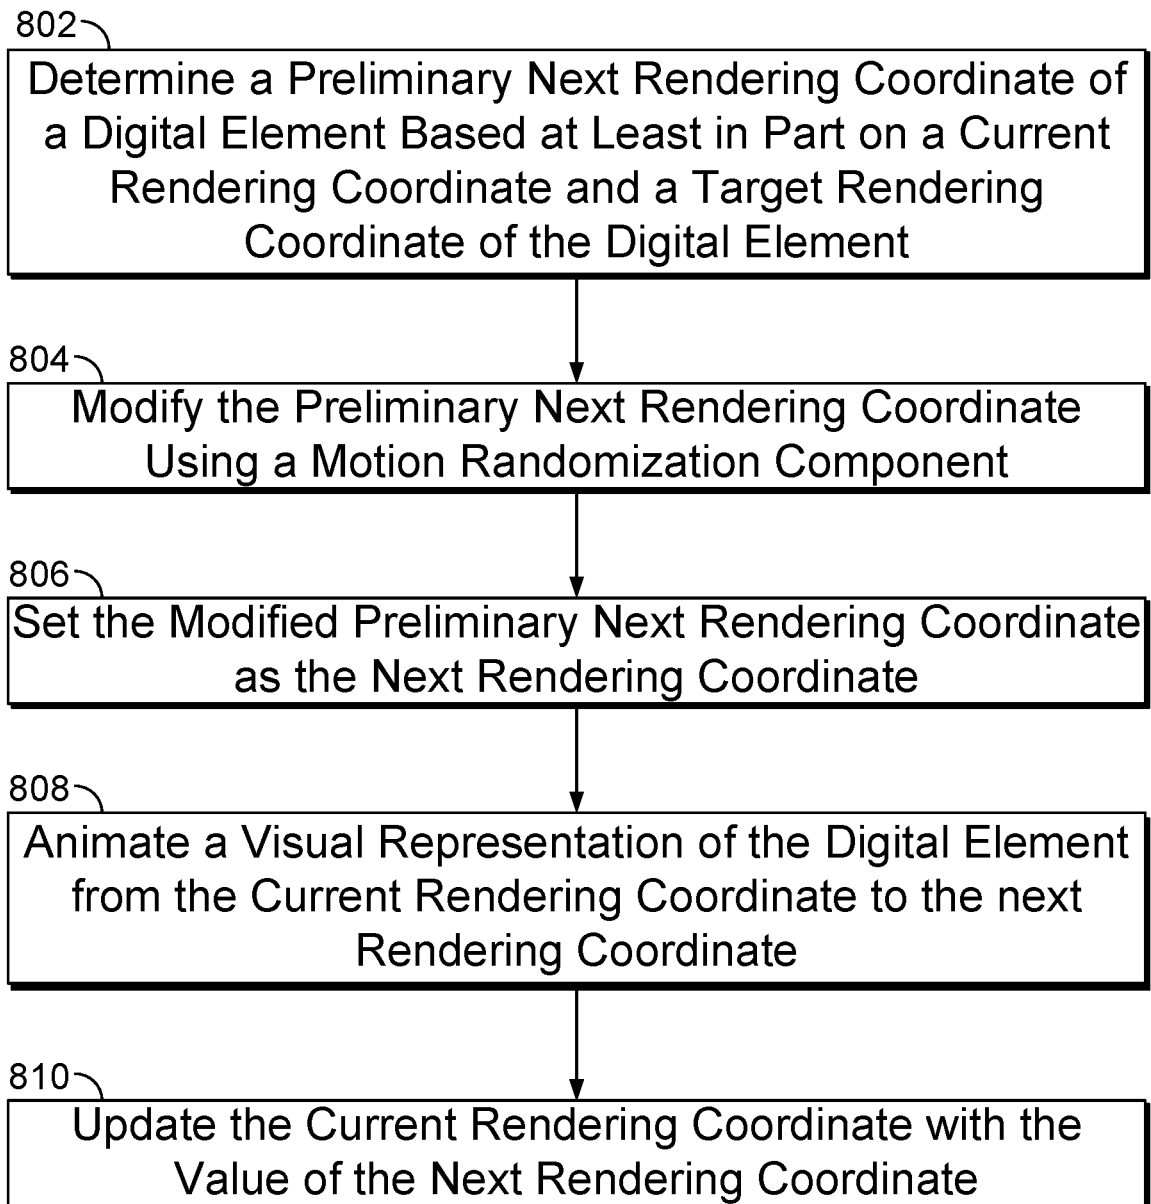 802
Determine a Preliminary Next Rendering Coordinate of
a Digital Element Based at Least in Part on a Current
Rendering Coordinate and a Target Rendering
Coordinate of the Digital Element
804
Modify the Preliminary Next Rendering Coordinate
Using a Motion Randomization Component
806
Set the Modified Preliminary Next Rendering Coordinate
as the Next Rendering Coordinate
808
Animate a Visual Representation of the Digital Element
from the Current Rendering Coordinate to the next
Rendering Coordinate
810
Update the Current Rendering Coordinate with the
Value of the Next Rendering Coordinate